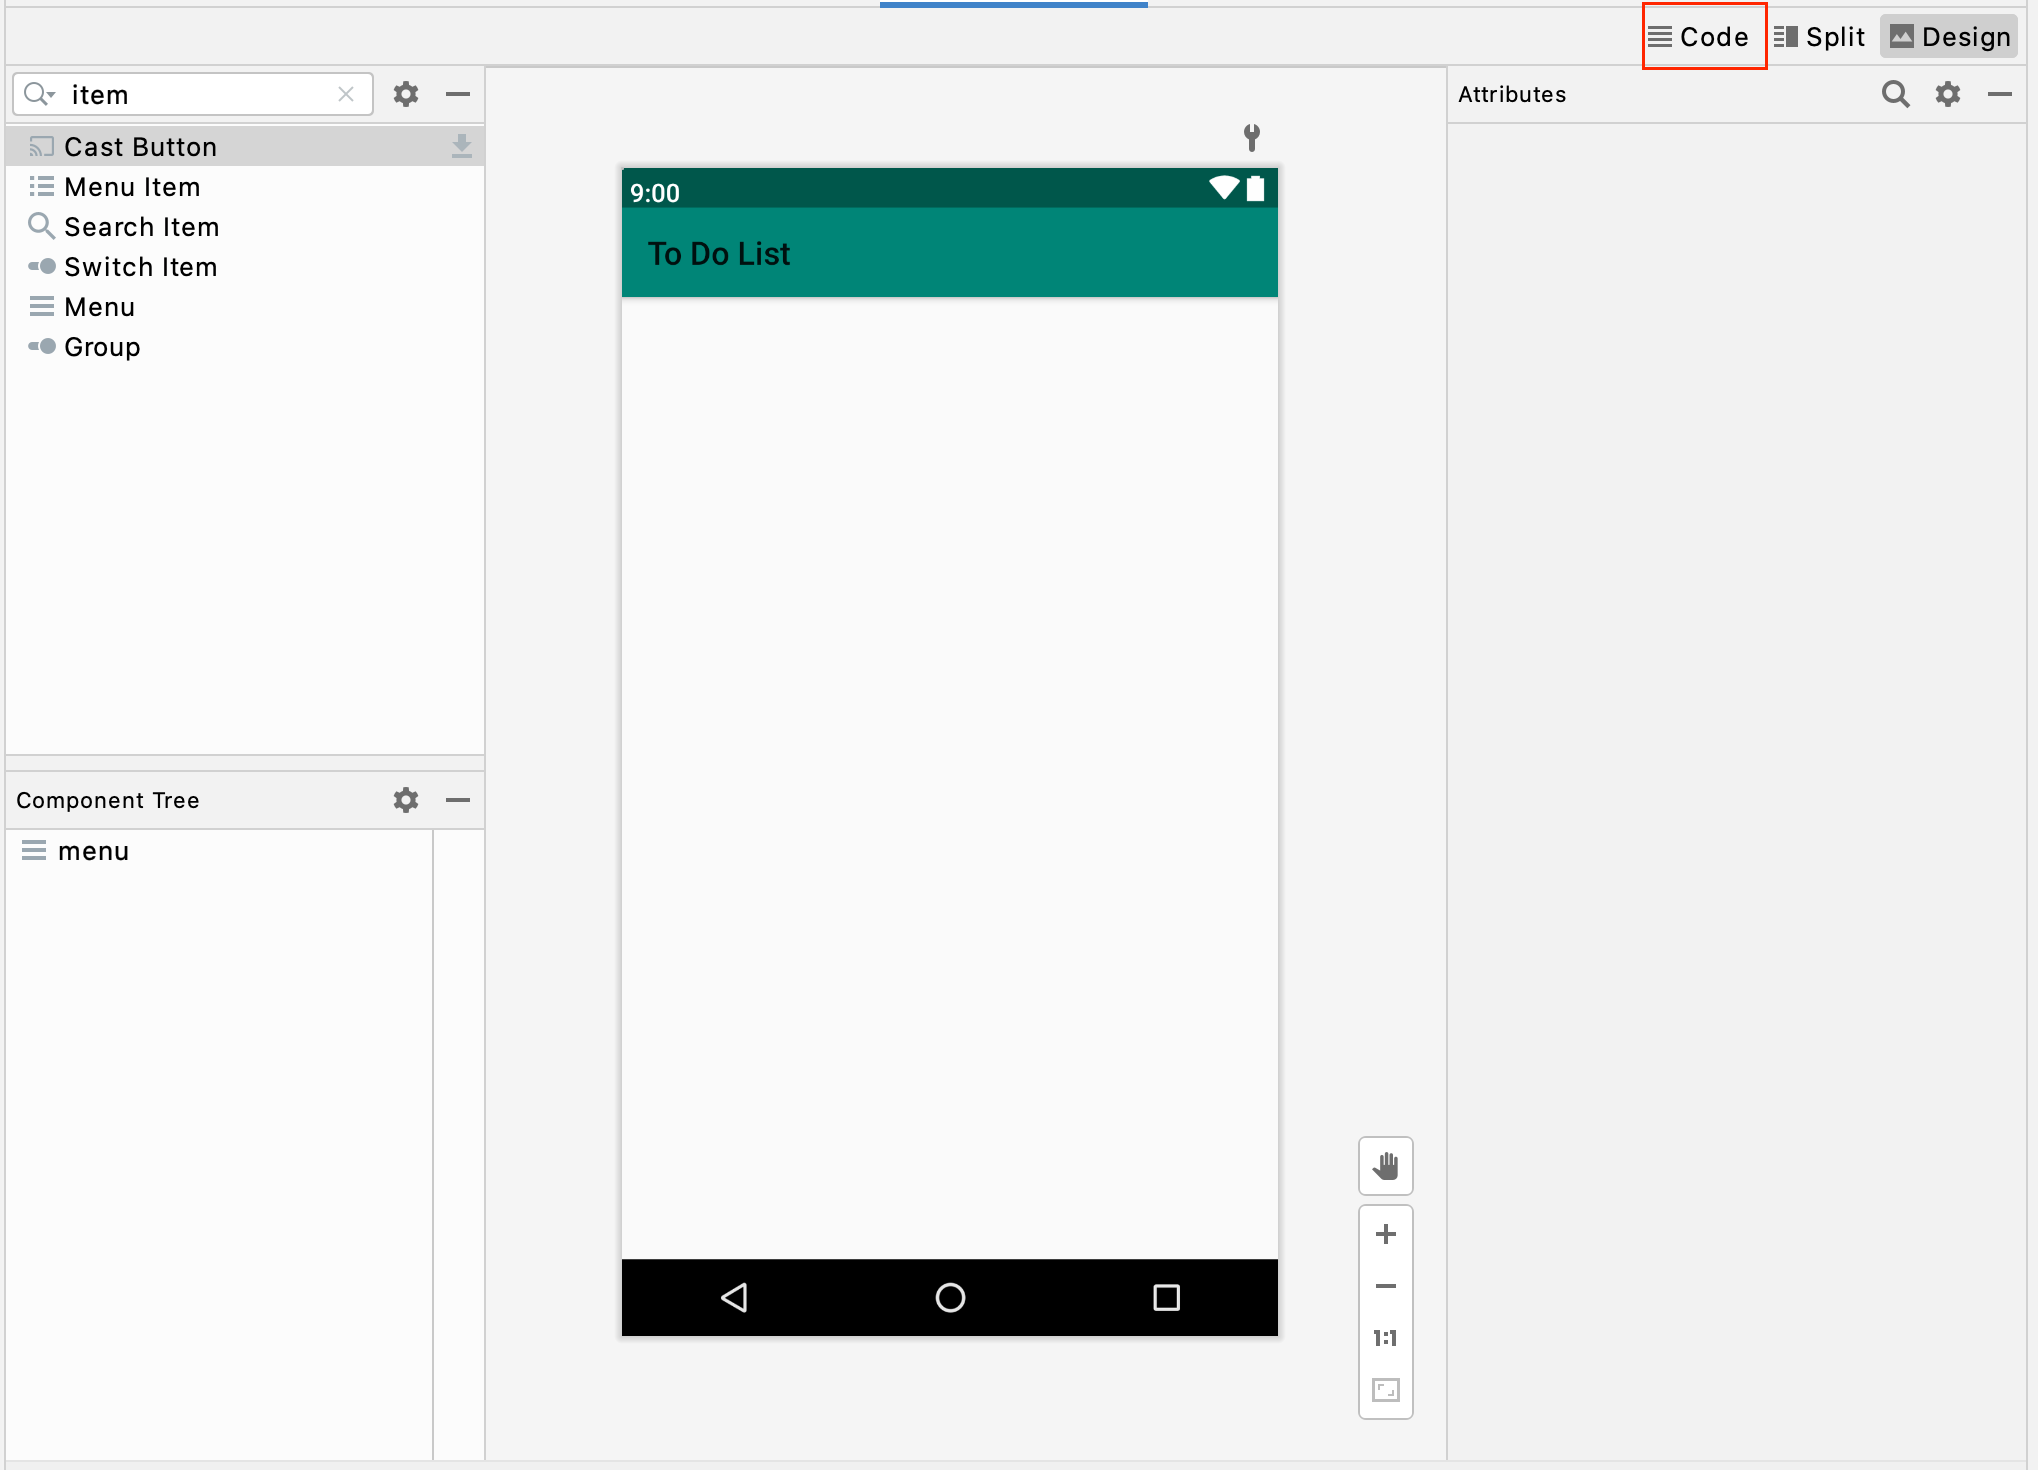 Code Split Design
item
Attributes
Cast Button
Menu Item
Search Item
Switch Item
Menu
Group
9:00
To Do List
Component Tree
menu
1:1